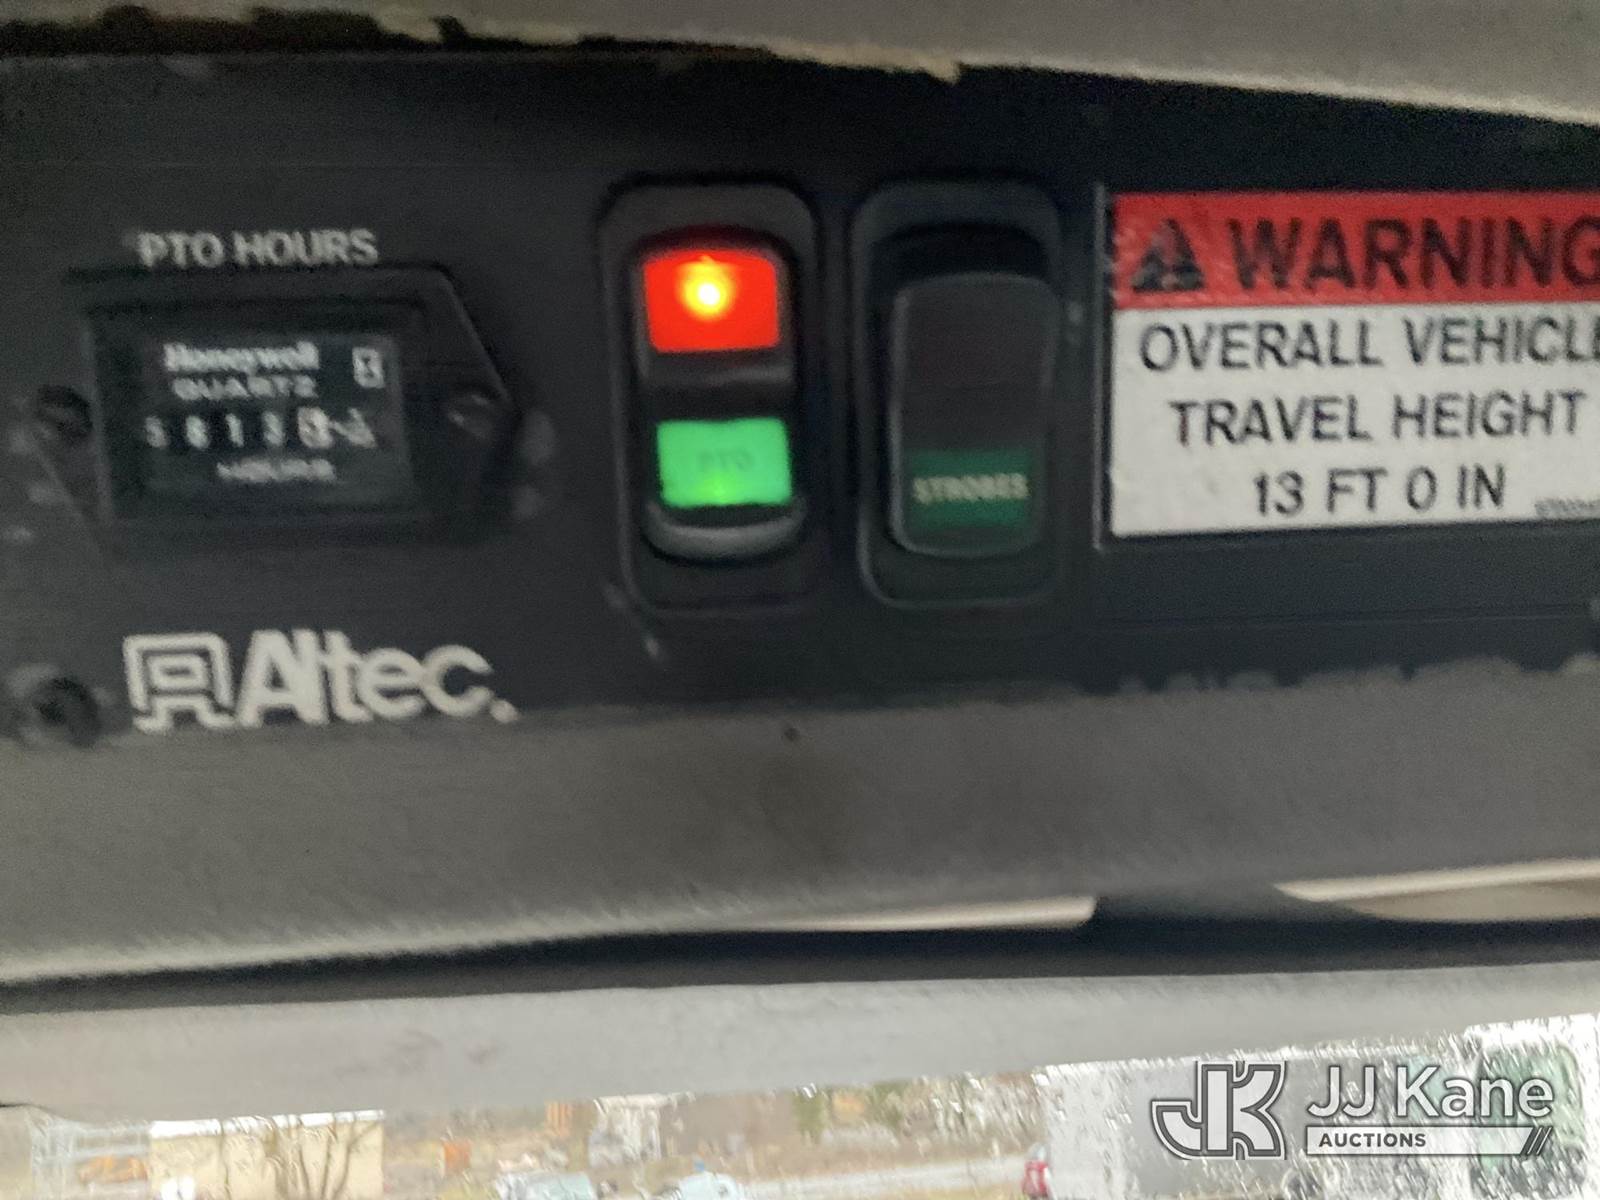 PTO HOURS
Honeywell
QUARTZ
HOURS
PTO
STROBES
WARNING
OVERALL VEHICLE
TRAVEL HEIGHT
13 FT 0 IN
Altec.
JK JJ Kane
AUCTIONS